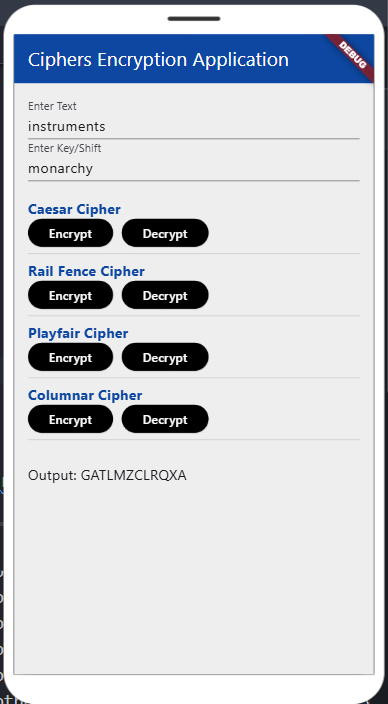 Ciphers Encryption Application
DEBUG
Enter Text
instruments
Enter Key/Shift
monarchy
Caesar Cipher
Encrypt Decrypt
Rail Fence Cipher
Encrypt Decrypt
Playfair Cipher
Encrypt Decrypt
Columnar Cipher
Encrypt Decrypt
Output: GATLMZCLRQXA